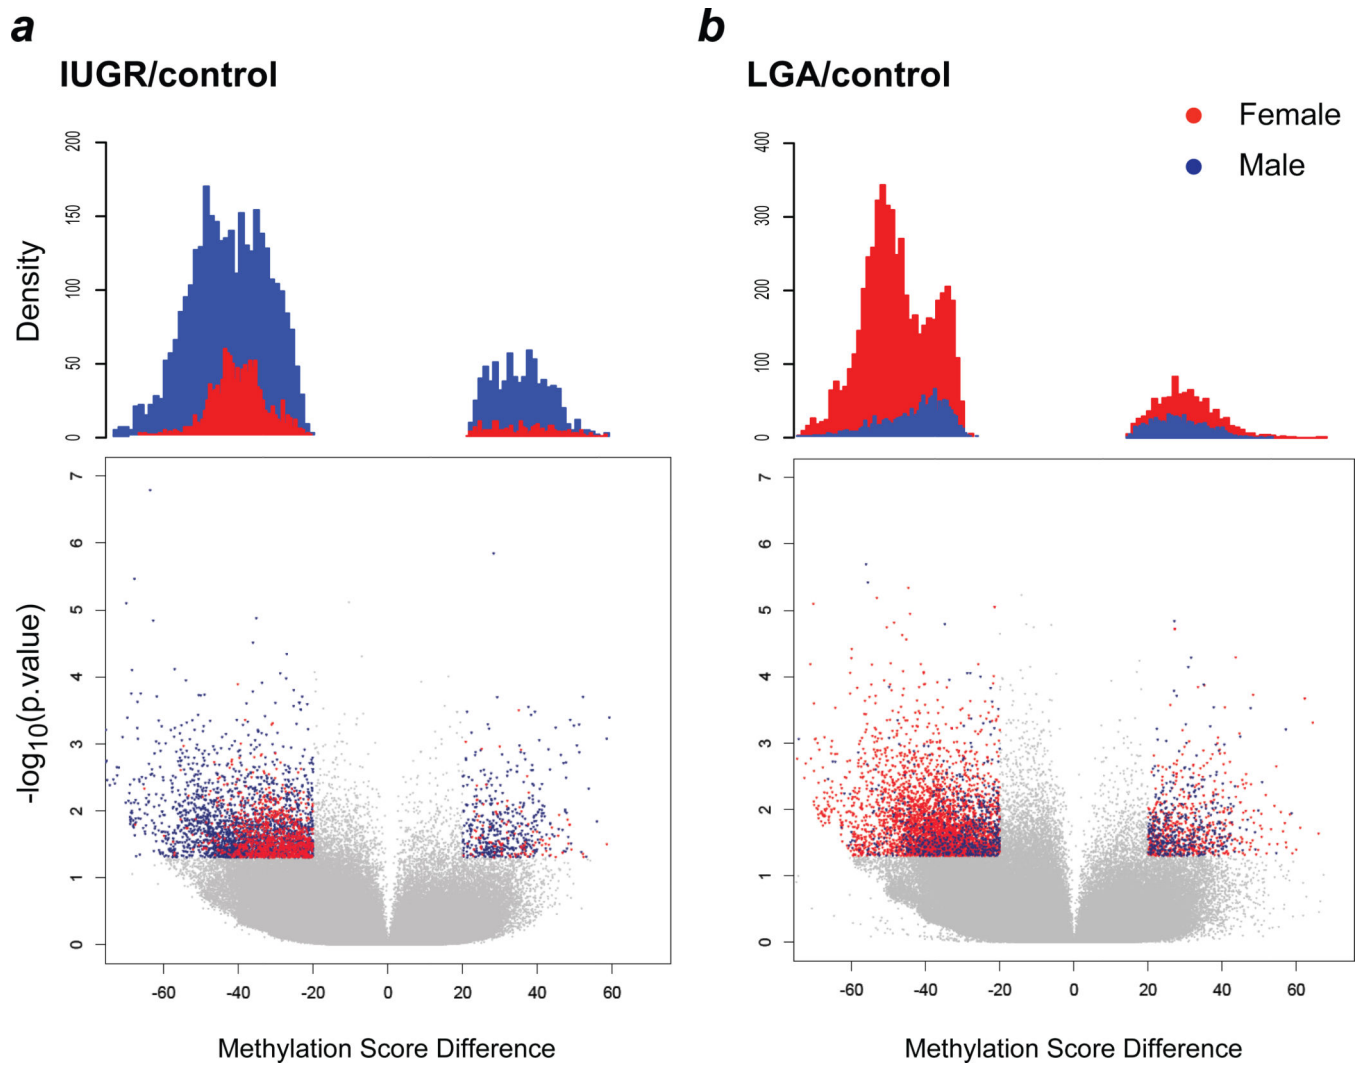 a
IUGR/control
200
150
100
50
0
Density
7
6
5
4
3
2
1
0
-log10(p.value)
-60 -40 -20 0 20 40 60
Methylation Score Difference
b
LGA/control
Female
Male
400
300
200
100
0
7
6
5
4
3
2
1
0
-60 -40 -20 0 20 40 60
Methylation Score Difference